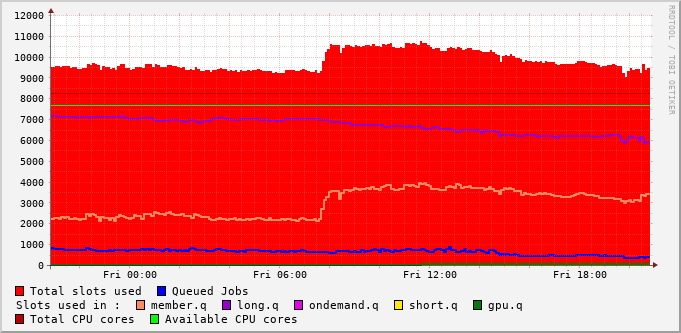 12000
11000
10000
9000
8000
7000
6000
5000
4000
3000
2000
1000
0
Fri 00:00 Fri 06:00 Fri 12:00 Fri 18:00
Total slots used Queued Jobs
Slots used in : member.q long.q ondemand.q short.q gpu.q
Total CPU cores Available CPU cores
RRDTOOL / TOBI OETIKER